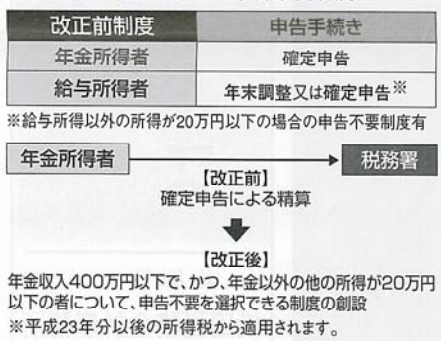 改正前制度 申告手続き
年金所得者 確定申告
給与所得者 年末調整又は確定申告※
※給与所得以外の所得が20万円以下の場合の申告不要制度有
年金所得者 税務署
【改正前】
確定申告による精算
【改正後】
年金収入400万円以下で、かつ、年金以外の他の所得が20万円
以下の者について、申告不要を選択できる制度の創設
※平成23年分以後の所得税から適用されます。